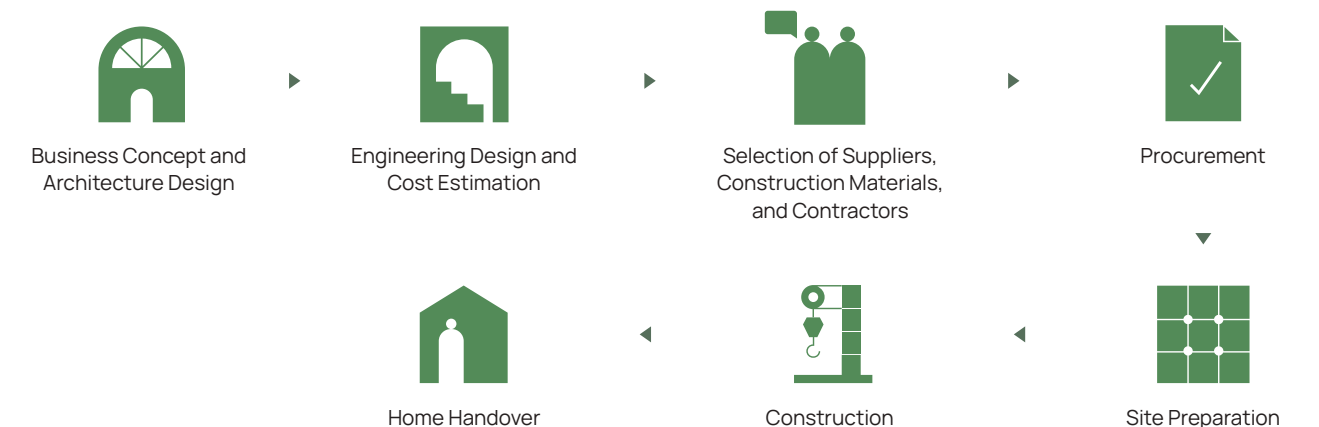 Business Concept and
Architecture Design
Engineering Design and
Cost Estimation
Selection of Suppliers,
Construction Materials,
and Contractors
Procurement
Site Preparation
Construction
Home Handover